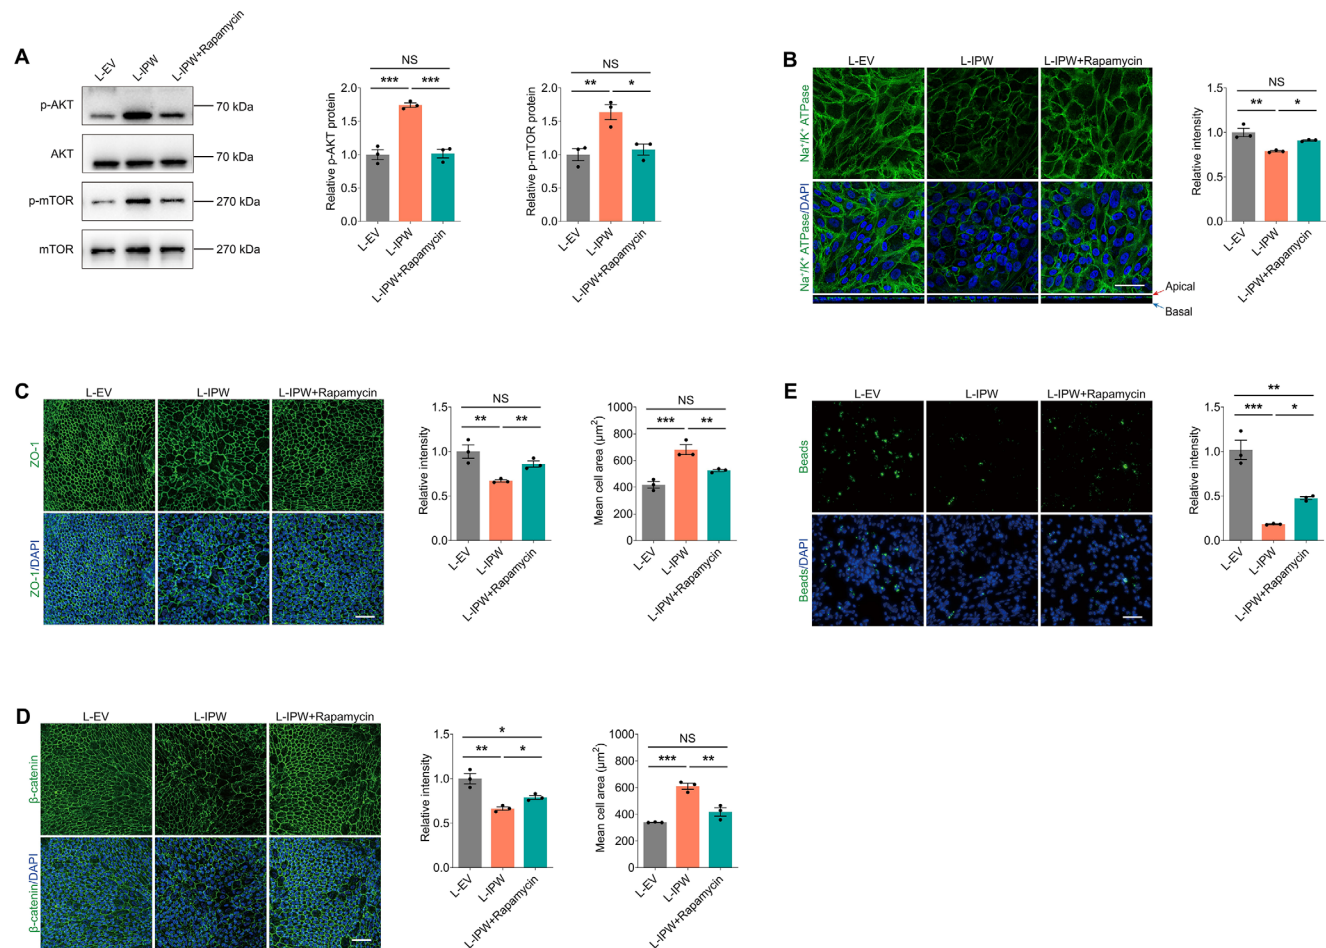 A
L-EV
L-IPW
L-IPW+Rapamycin
p-AKT
70 kDa
AKT
70 kDa
p-mTOR
270 kDa
mTOR
270 kDa
NS
*** ***
Relative p-AKT protein
2.0
1.5
1.0
0.5
0.0
L-EV
L-IPW
L-IPW+Rapamycin
NS
** *
Relative p-mTOR protein
2.0
1.5
1.0
0.5
0.0
L-EV
L-IPW
L-IPW+Rapamycin
B
L-EV L-IPW L-IPW+Rapamycin
Na⁺/K⁺ ATPase
Na⁺/K⁺ ATPase/DAPI
Apical
Basal
NS
** *
Relative intensity
1.5
1.0
0.5
0.0
L-EV
L-IPW
L-IPW+Rapamycin
C
L-EV L-IPW L-IPW+Rapamycin
ZO-1
ZO-1/DAPI
NS
** **
Relative intensity
1.5
1.0
0.5
0.0
L-EV
L-IPW
L-IPW+Rapamycin
NS
*** **
Mean cell area (μm²)
1000
800
600
400
200
0
L-EV
L-IPW
L-IPW+Rapamycin
E
L-EV L-IPW L-IPW+Rapamycin
Beads
Beads/DAPI
**
*** *
Relative intensity
1.5
1.0
0.5
0.0
L-EV
L-IPW
L-IPW+Rapamycin
D
L-EV L-IPW L-IPW+Rapamycin
β-catenin
β-catenin/DAPI
*
** *
Relative intensity
1.5
1.0
0.5
0.0
L-EV
L-IPW
L-IPW+Rapamycin
NS
*** **
Mean cell area (μm²)
1000
800
600
400
200
0
L-EV
L-IPW
L-IPW+Rapamycin